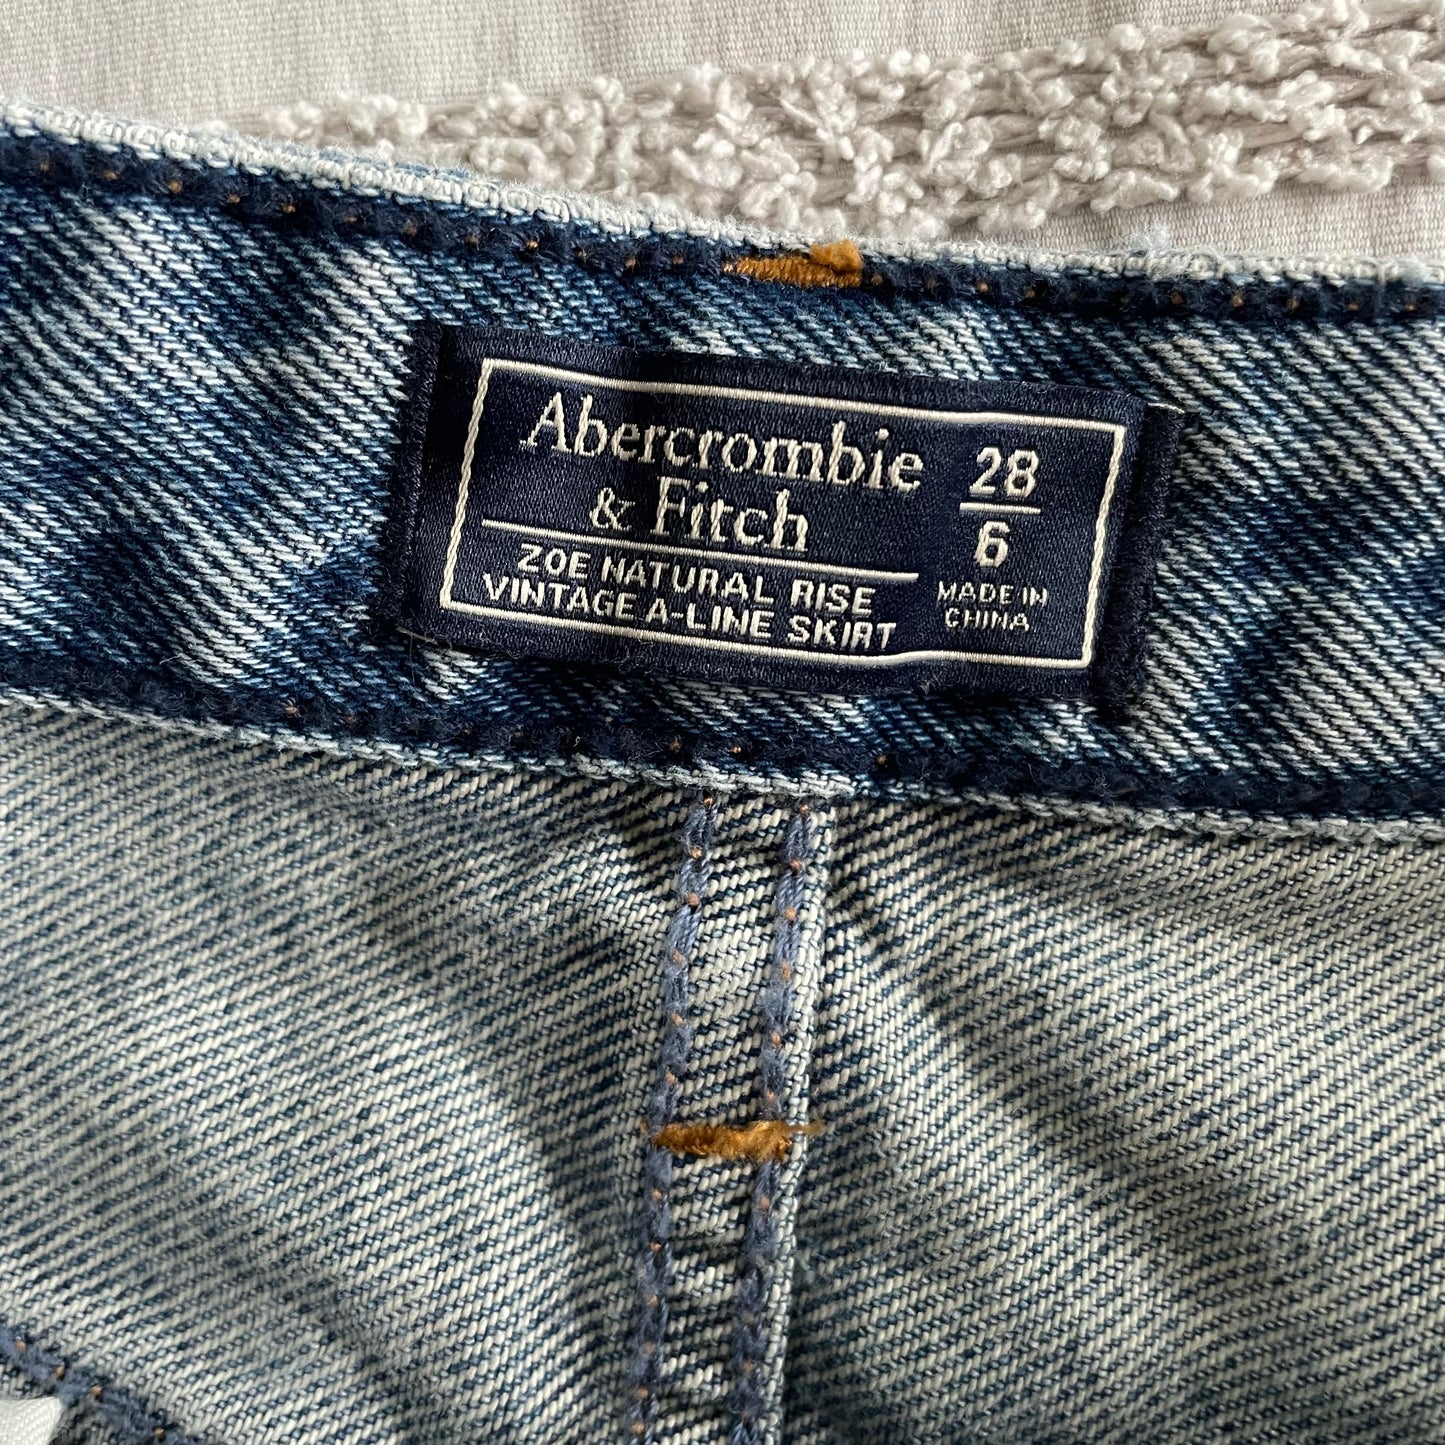 Abercrombie
& Fitch
ZOE NATURAL RISE
VINTAGE A-LINE SKIRT
28
6
MADE IN
CHINA